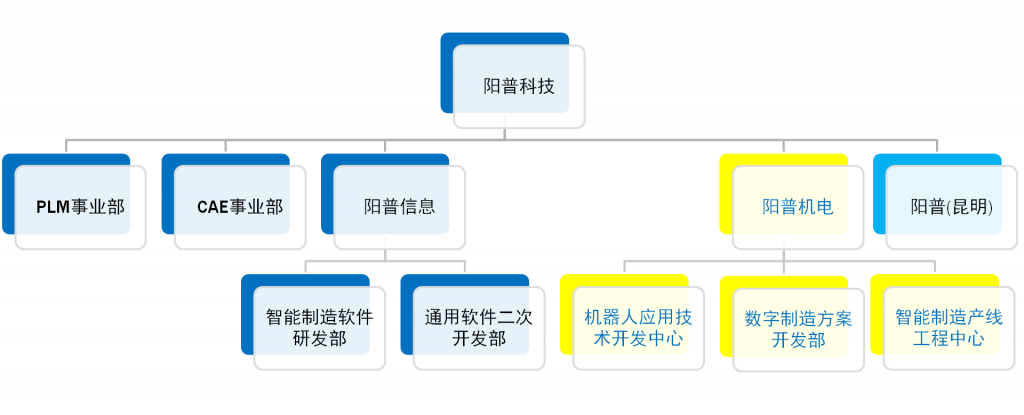 阳普科技
PLM事业部
CAE事业部
阳普信息
阳普机电
阳普(昆明)
智能制造软件
研发部
通用软件二次
开发部
机器人应用技
术开发中心
数字制造方案
开发部
智能制造产线
工程中心